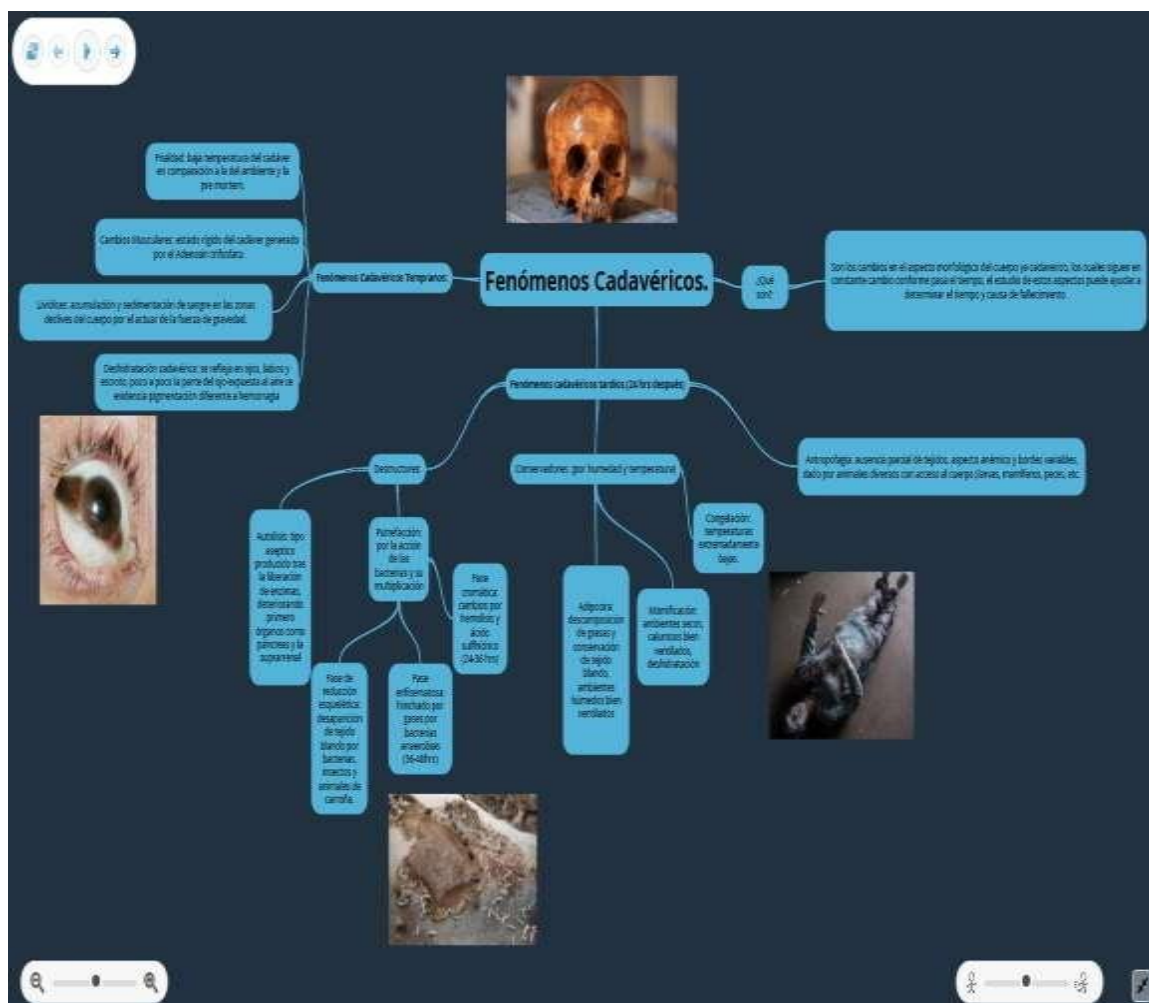 Frialdad: baja temperatura del cadáver
en comparación a la del ambiente y la
pre mortem.
Cambios Musculares: estado rígido del cadáver generado
por el Adenosin trifosfato.
Livideces: acumulación y sedimentación de sangre en las zonas
declives del cuerpo por el actuar de la fuerza de gravedad.
Deshidratación cadavérica: se refleja en ojos, labios y
escroto, poco a poco la parte del ojo expuesta al aire se
evidencia pigmentación diferente a hemorragia
Fenómenos Cadavéricos Tempranos
Fenómenos Cadavéricos.
¿Qué
son?
Son los cambios en el aspecto morfológico del cuerpo ya cadavérico, los cuales siguen en
constante cambio conforme pasa el tiempo, el estudio de estos aspectos puede ayudar a
determinar el tiempo y causa de fallecimiento.
Fenómenos cadavéricos tardíos (24 hrs después)
Destructores
Conservadores: (por humedad y temperatura)
Antropofagia: ausencia parcial de tejidos, aspecto anémico y bordes variables,
dado por animales diversos con acceso al cuerpo (larvas, mamíferos, peces, etc.
Autolisis: tipo
aseptico
producido tras
la liberación
de enzimas,
deteriorando
primero
órganos como
páncreas y la
suprarrenal
Putrefacción:
por la acción
de las
bacterias y su
multiplicación
Fase
cromática:
cambios por
hemolisis y
ácido
sulfhídrico
(24-36 hrs)
Fase de
reducción
esquelética:
desaparición
de tejido
blando por
bacterias,
insectos y
animales de
carroña.
Fase
enfisematosa:
hinchado por
gases por
bacterias
anaerobias
(36-48hrs)
Adipocira:
descomposición
de grasas y
conservación
de tejido
blando,
ambientes
húmedos bien
ventilados
Momificación:
ambientes secos,
calurosos bien
ventilados,
deshidratación
Congelación:
temperaturas
extremadamente
bajas.